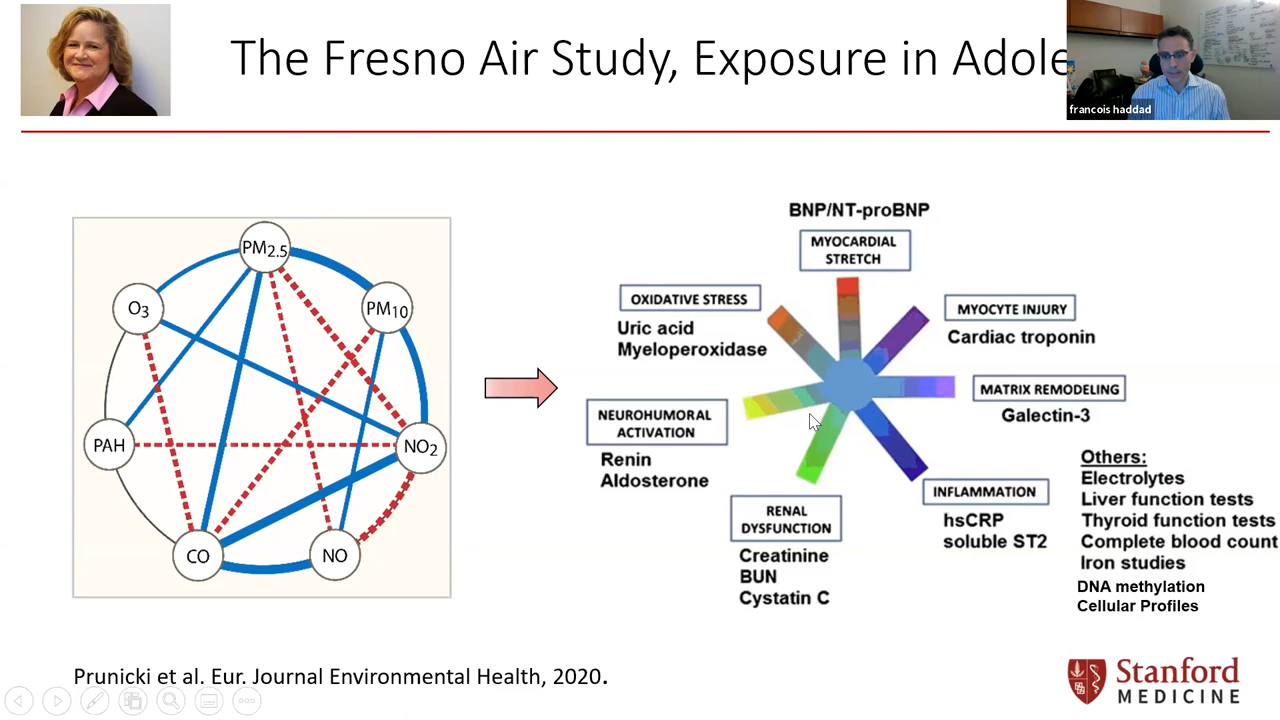 The Fresno Air Study, Exposure in Adole
francois haddad
PM2.5
O3
PM10
PAH
NO2
CO
NO
BNP/NT-proBNP
MYOCARDIAL
STRETCH
OXIDATIVE STRESS
Uric acid
Myeloperoxidase
MYOCYTE INJURY
Cardiac troponin
MATRIX REMODELING
Galectin-3
NEUROHUMORAL
ACTIVATION
Renin
Aldosterone
RENAL
DYSFUNCTION
Creatinine
BUN
Cystatin C
INFLAMMATION
hsCRP
soluble ST2
Others:
Electrolytes
Liver function tests
Thyroid function tests
Complete blood count
Iron studies
DNA methylation
Cellular Profiles
Prunicki et al. Eur. Journal Environmental Health, 2020.
Stanford
MEDICINE